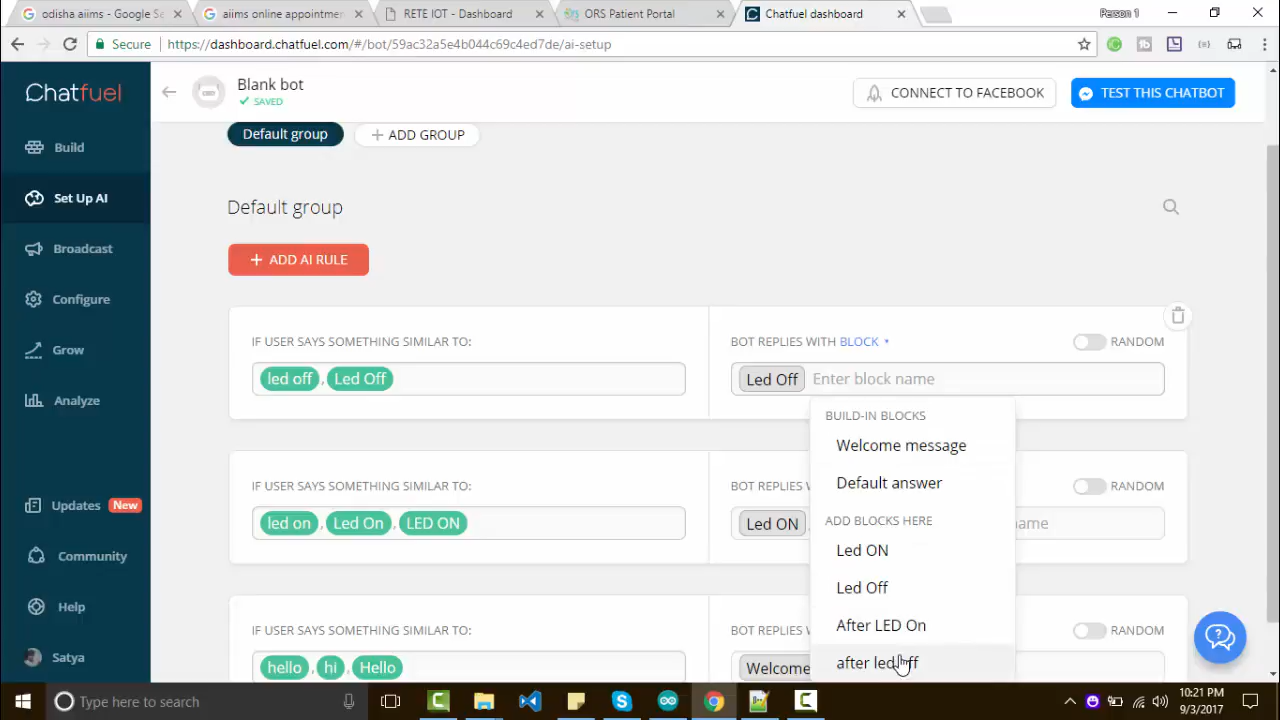 odisha aiims - Google Se
aiims online appointmen
RETE IOT - Dashboard
ORS Patient Portal
Chatfuel dashboard
Person 1
Secure
https://dashboard.chatfuel.com/#/bot/59ac32a5e4b044c69c4ed7de/ai-setup
Chatfuel
Blank bot
SAVED
CONNECT TO FACEBOOK
TEST THIS CHATBOT
Build
Set Up AI
Broadcast
Configure
Grow
Analyze
Updates New
Community
Help
Satya
Default group
+ ADD GROUP
Default group
+ ADD AI RULE
IF USER SAYS SOMETHING SIMILAR TO:
led off , Led Off
BOT REPLIES WITH BLOCK
RANDOM
Led Off Enter block name
BUILD-IN BLOCKS
Welcome message
Default answer
ADD BLOCKS HERE
Led ON
Led Off
After LED On
after led off
IF USER SAYS SOMETHING SIMILAR TO:
led on , Led On , LED ON
BOT REPLIES W
RANDOM
Led ON name
IF USER SAYS SOMETHING SIMILAR TO:
hello , hi , Hello
BOT REPLIES W
RANDOM
Welcome
Type here to search
10:21 PM
9/3/2017